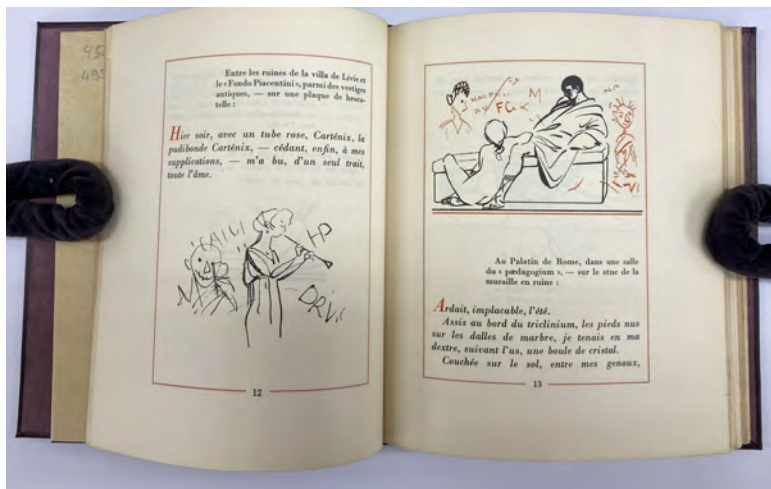 Entre les ruines de la villa de Livie et
le « Fondo Piacentini », parmi des vestiges
antiques, — sur une plaque de broca-
telle :
Hier soir, avec un tube rose, Carténix, la
pudibonde Carténix, — cédant, enfin, à mes
supplications, — m'a bu, d'un seul trait,
toute l'âme.
12
M
FG
Au Palatin de Rome, dans une salle
du « pædagogium », — sur le stuc de la
muraille en ruine :
Ardait, implacable, l'été.
Assis au bord du triclinium, les pieds nus
sur les dalles de marbre, je tenais en ma
dextre, suivant l'us, une boule de cristal.
Couchée sur le sol, entre mes genoux,
13